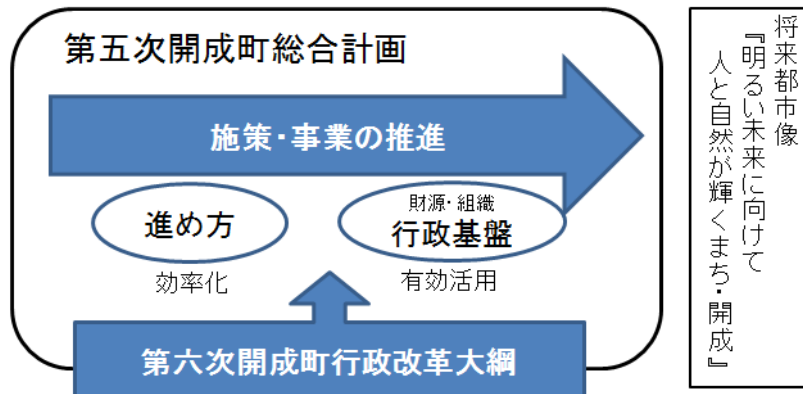 第五次開成町総合計画
施策・事業の推進
進め方
効率化
財源・組織
行政基盤
有効活用
第六次開成町行政改革大綱
将来都市像
『明るい未来に向けて
人と自然が輝くまち・開成』